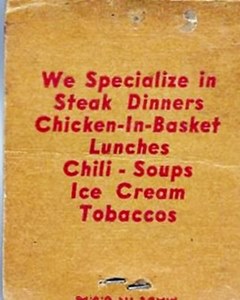 We Specialize in
Steak Dinners
Chicken-In-Basket
Lunches
Chili - Soups
Ice Cream
Tobaccos